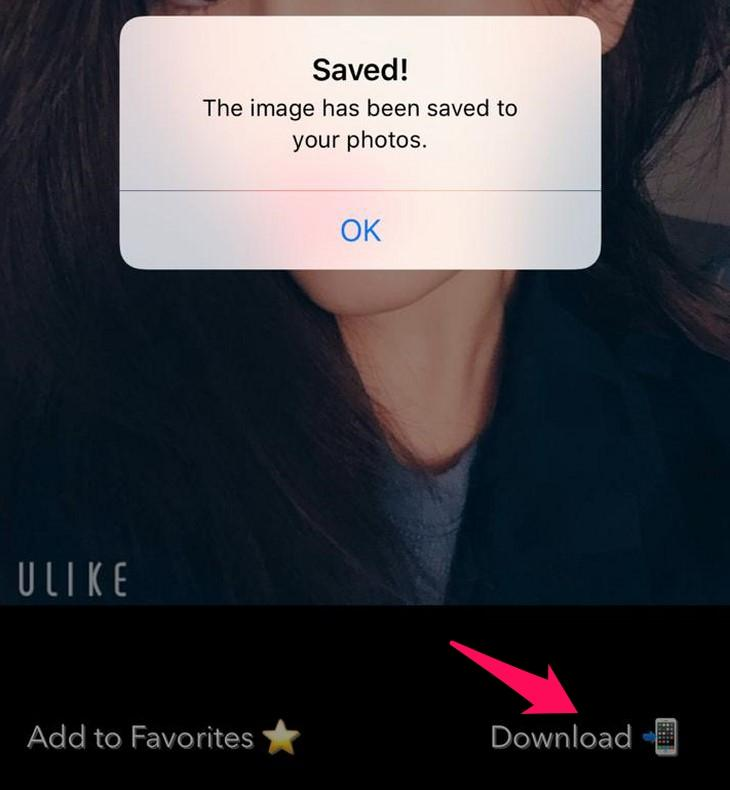 Saved!
The image has been saved to
your photos.
OK
ULIKE
Add to Favorites ⭐
Download 📲